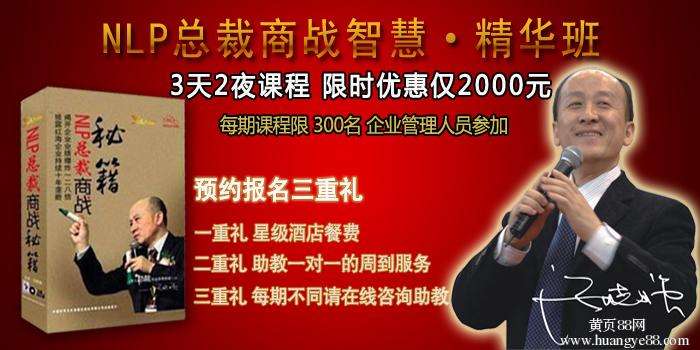 NLP总裁商战智慧·精华班
3天2夜课程 限时优惠仅2000元
每期课程限 300名 企业管理人员参加
预约报名三重礼
一重礼 星级酒店餐费
二重礼 助教一对一的周到服务
三重礼 每期不同请在线咨询助教
秘籍
NLP总裁商战秘籍
黄页88网
www.huangye88.com